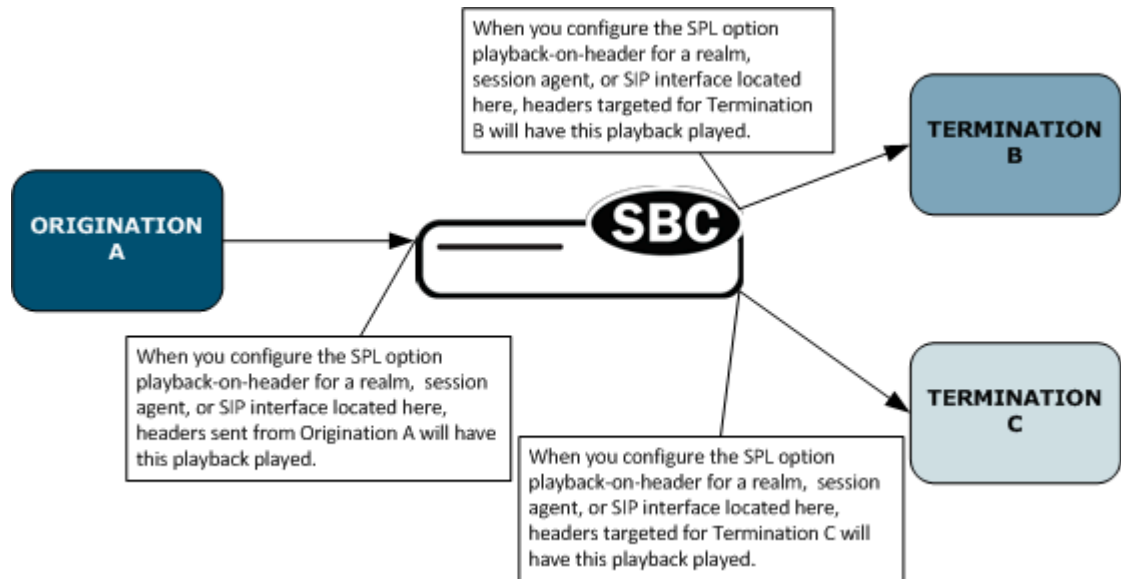 When you configure the SPL option
playback-on-header for a realm,
session agent, or SIP interface located
here, headers targeted for Termination
B will have this playback played.
TERMINATION
B
ORIGINATION
A
SBC
When you configure the SPL option
playback-on-header for a realm, session
agent, or SIP interface located here,
headers sent from Origination A will have
this playback played.
TERMINATION
C
When you configure the SPL option
playback-on-header for a realm, session
agent, or SIP interface located here,
headers targeted for Termination C will
have this playback played.